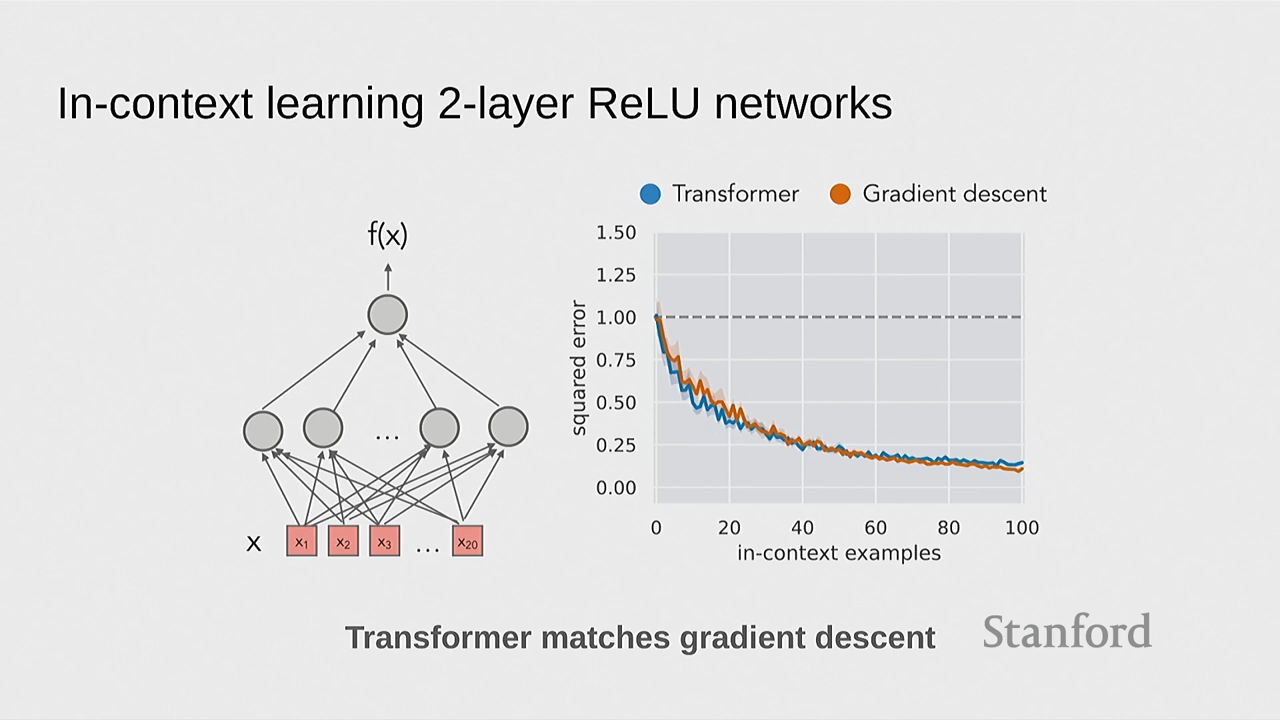 In-context learning 2-layer ReLU networks
f(x)
...
x
x1
x2
x3
...
x20
Transformer
Gradient descent
1.50
1.25
1.00
0.75
0.50
0.25
0.00
squared error
0 20 40 60 80 100
in-context examples
Transformer matches gradient descent
Stanford